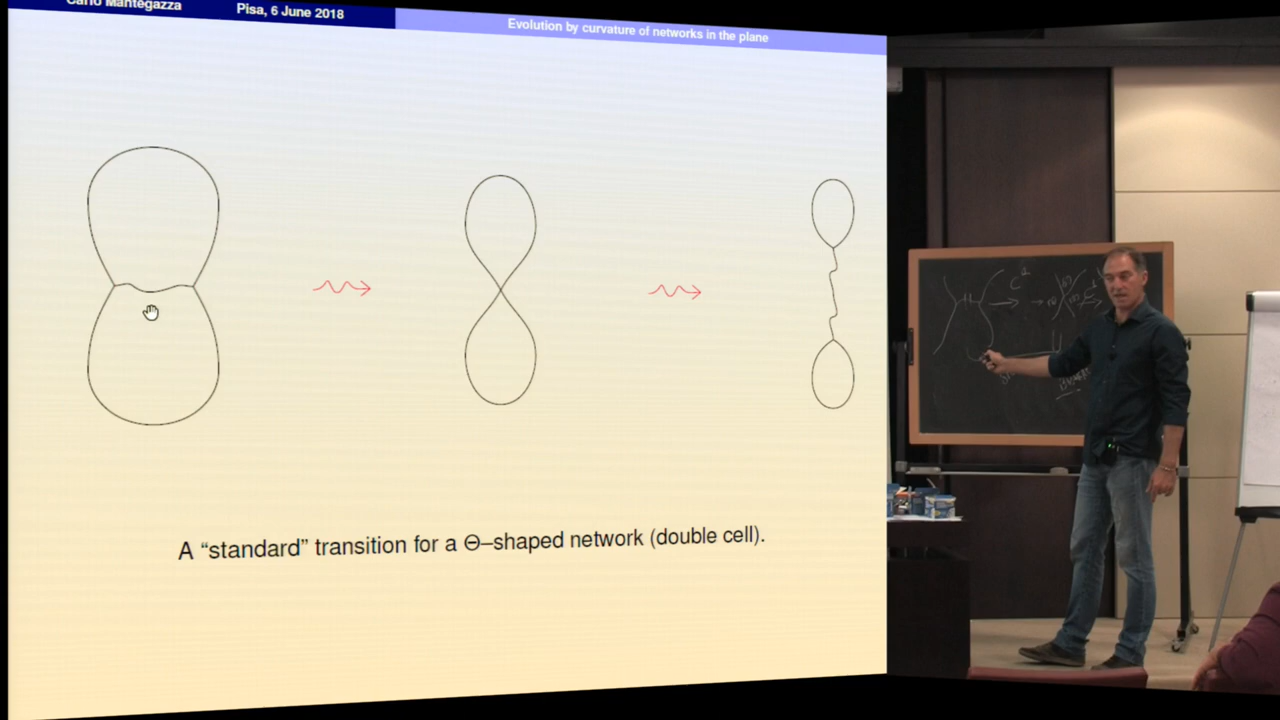 Carlo Mantegazza
Pisa, 6 June 2018
Evolution by curvature of networks in the plane
A “standard” transition for a Θ–shaped network (double cell).